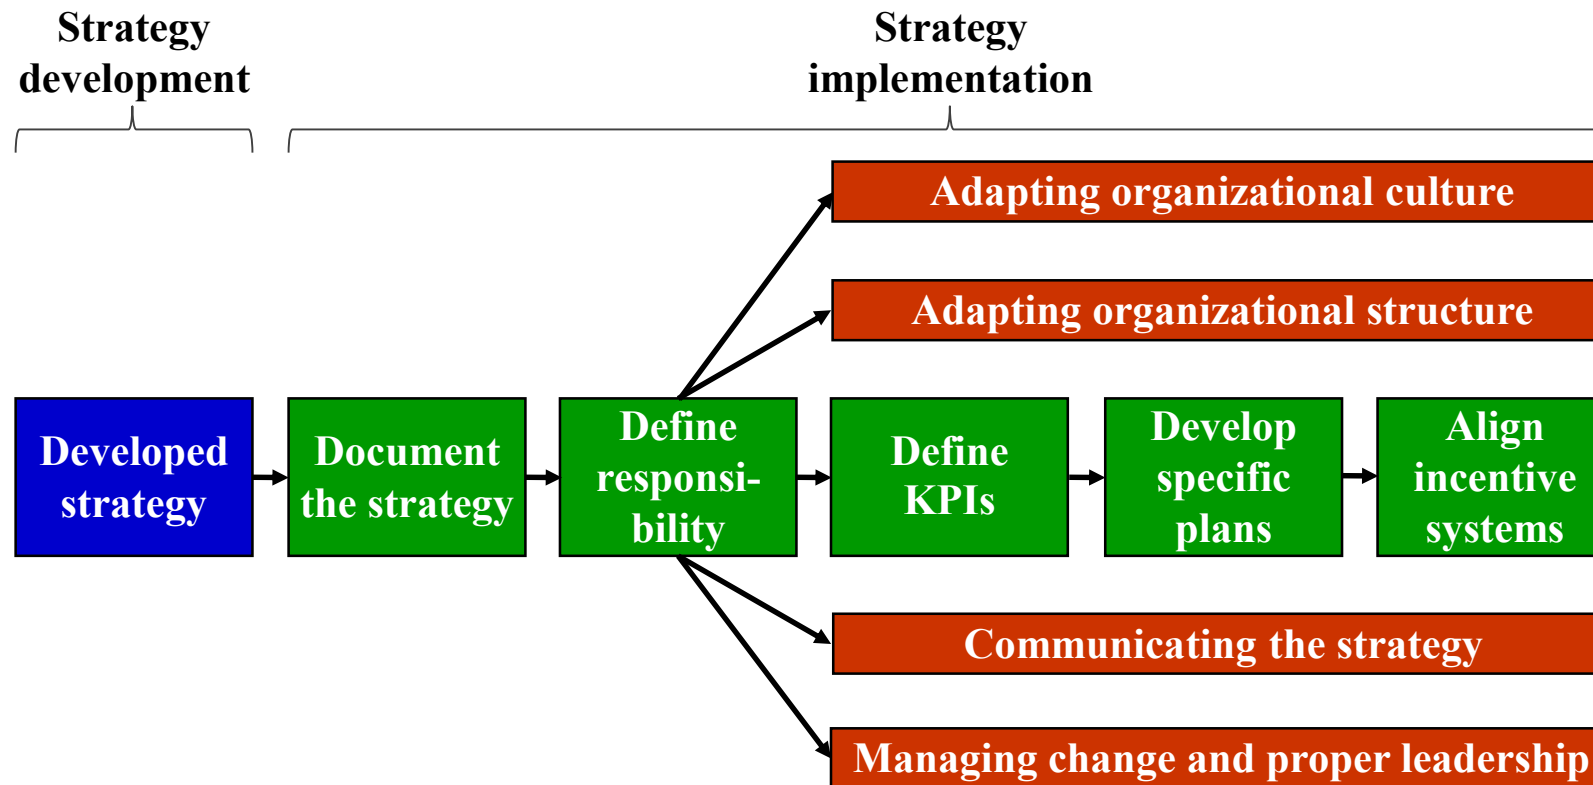 Strategy
development
Strategy
implementation
Adapting organizational culture
Adapting organizational structure
Developed
strategy
Document
the strategy
Define
responsi-
bility
Define
KPIs
Develop
specific
plans
Align
incentive
systems
Communicating the strategy
Managing change and proper leadership